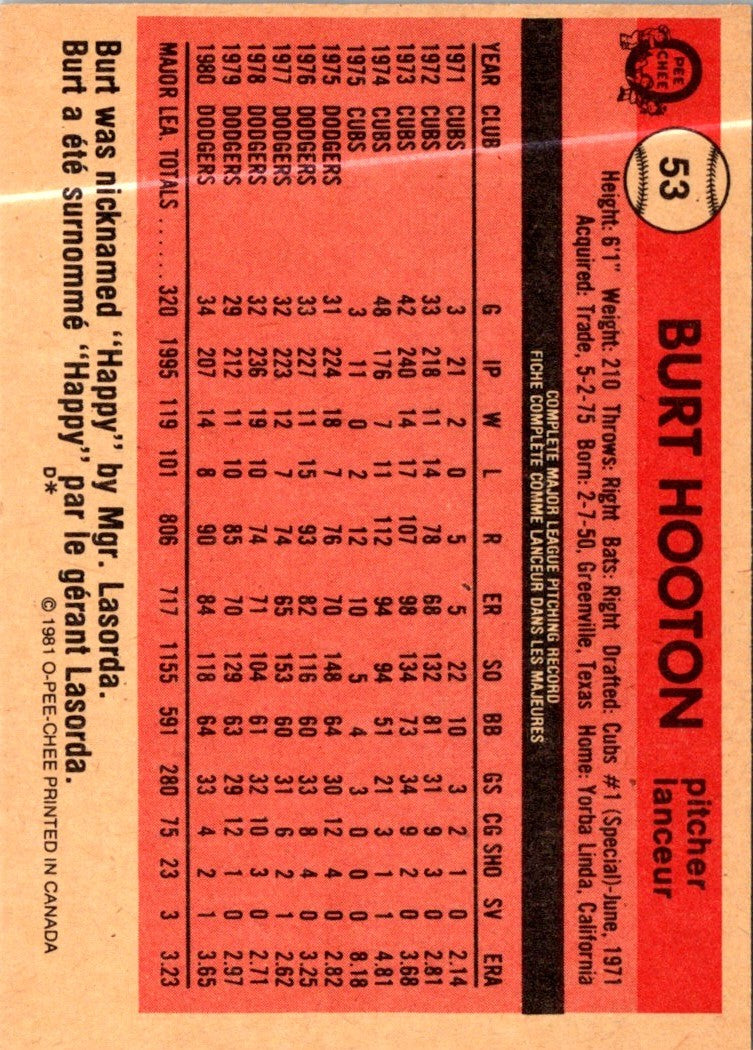 O
PEE
CHEE
53
BURT HOOTON
pitcher
lanceur
Height: 6'1" Weight: 210 Throws: Right Bats: Right Drafted: Cubs #1 (Special)-June, 1971
Acquired: Trade, 5-2-75 Born: 2-7-50, Greenville, Texas Home: Yorba Linda, California
COMPLETE MAJOR LEAGUE PITCHING RECORD
FICHE COMPLÈTE COMME LANCEUR DANS LES MAJEURES
YEAR CLUB G IP W L R ER SO BB GS CG SHO SV ERA
1971 CUBS 3 21 2 0 5 5 22 10 3 2 1 0 2.14
1972 CUBS 33 218 11 14 78 68 132 81 31 9 3 0 2.81
1973 CUBS 42 240 14 17 107 98 134 73 34 9 2 0 3.68
1974 CUBS 48 176 7 11 112 94 94 51 21 3 1 1 4.81
1975 CUBS 3 11 0 2 12 10 5 4 3 0 0 0 8.18
1975 DODGERS 31 224 18 7 76 70 148 64 30 12 4 0 2.82
1976 DODGERS 33 227 11 15 93 82 116 60 33 8 4 0 3.25
1977 DODGERS 32 223 12 7 74 65 153 60 31 6 2 1 2.62
1978 DODGERS 32 236 19 10 74 71 104 61 32 10 3 0 2.71
1979 DODGERS 29 212 11 10 85 70 129 63 29 12 1 0 2.97
1980 DODGERS 34 207 14 8 90 84 118 64 33 4 2 1 3.65
MAJOR LEA. TOTALS ...... 320 1995 119 101 806 717 1155 591 280 75 23 3 3.23
Burt was nicknamed "Happy" by Mgr. Lasorda.
Burt a été surnommé "Happy" par le gérant Lasorda.
D* © 1981 O-PEE-CHEE PRINTED IN CANADA